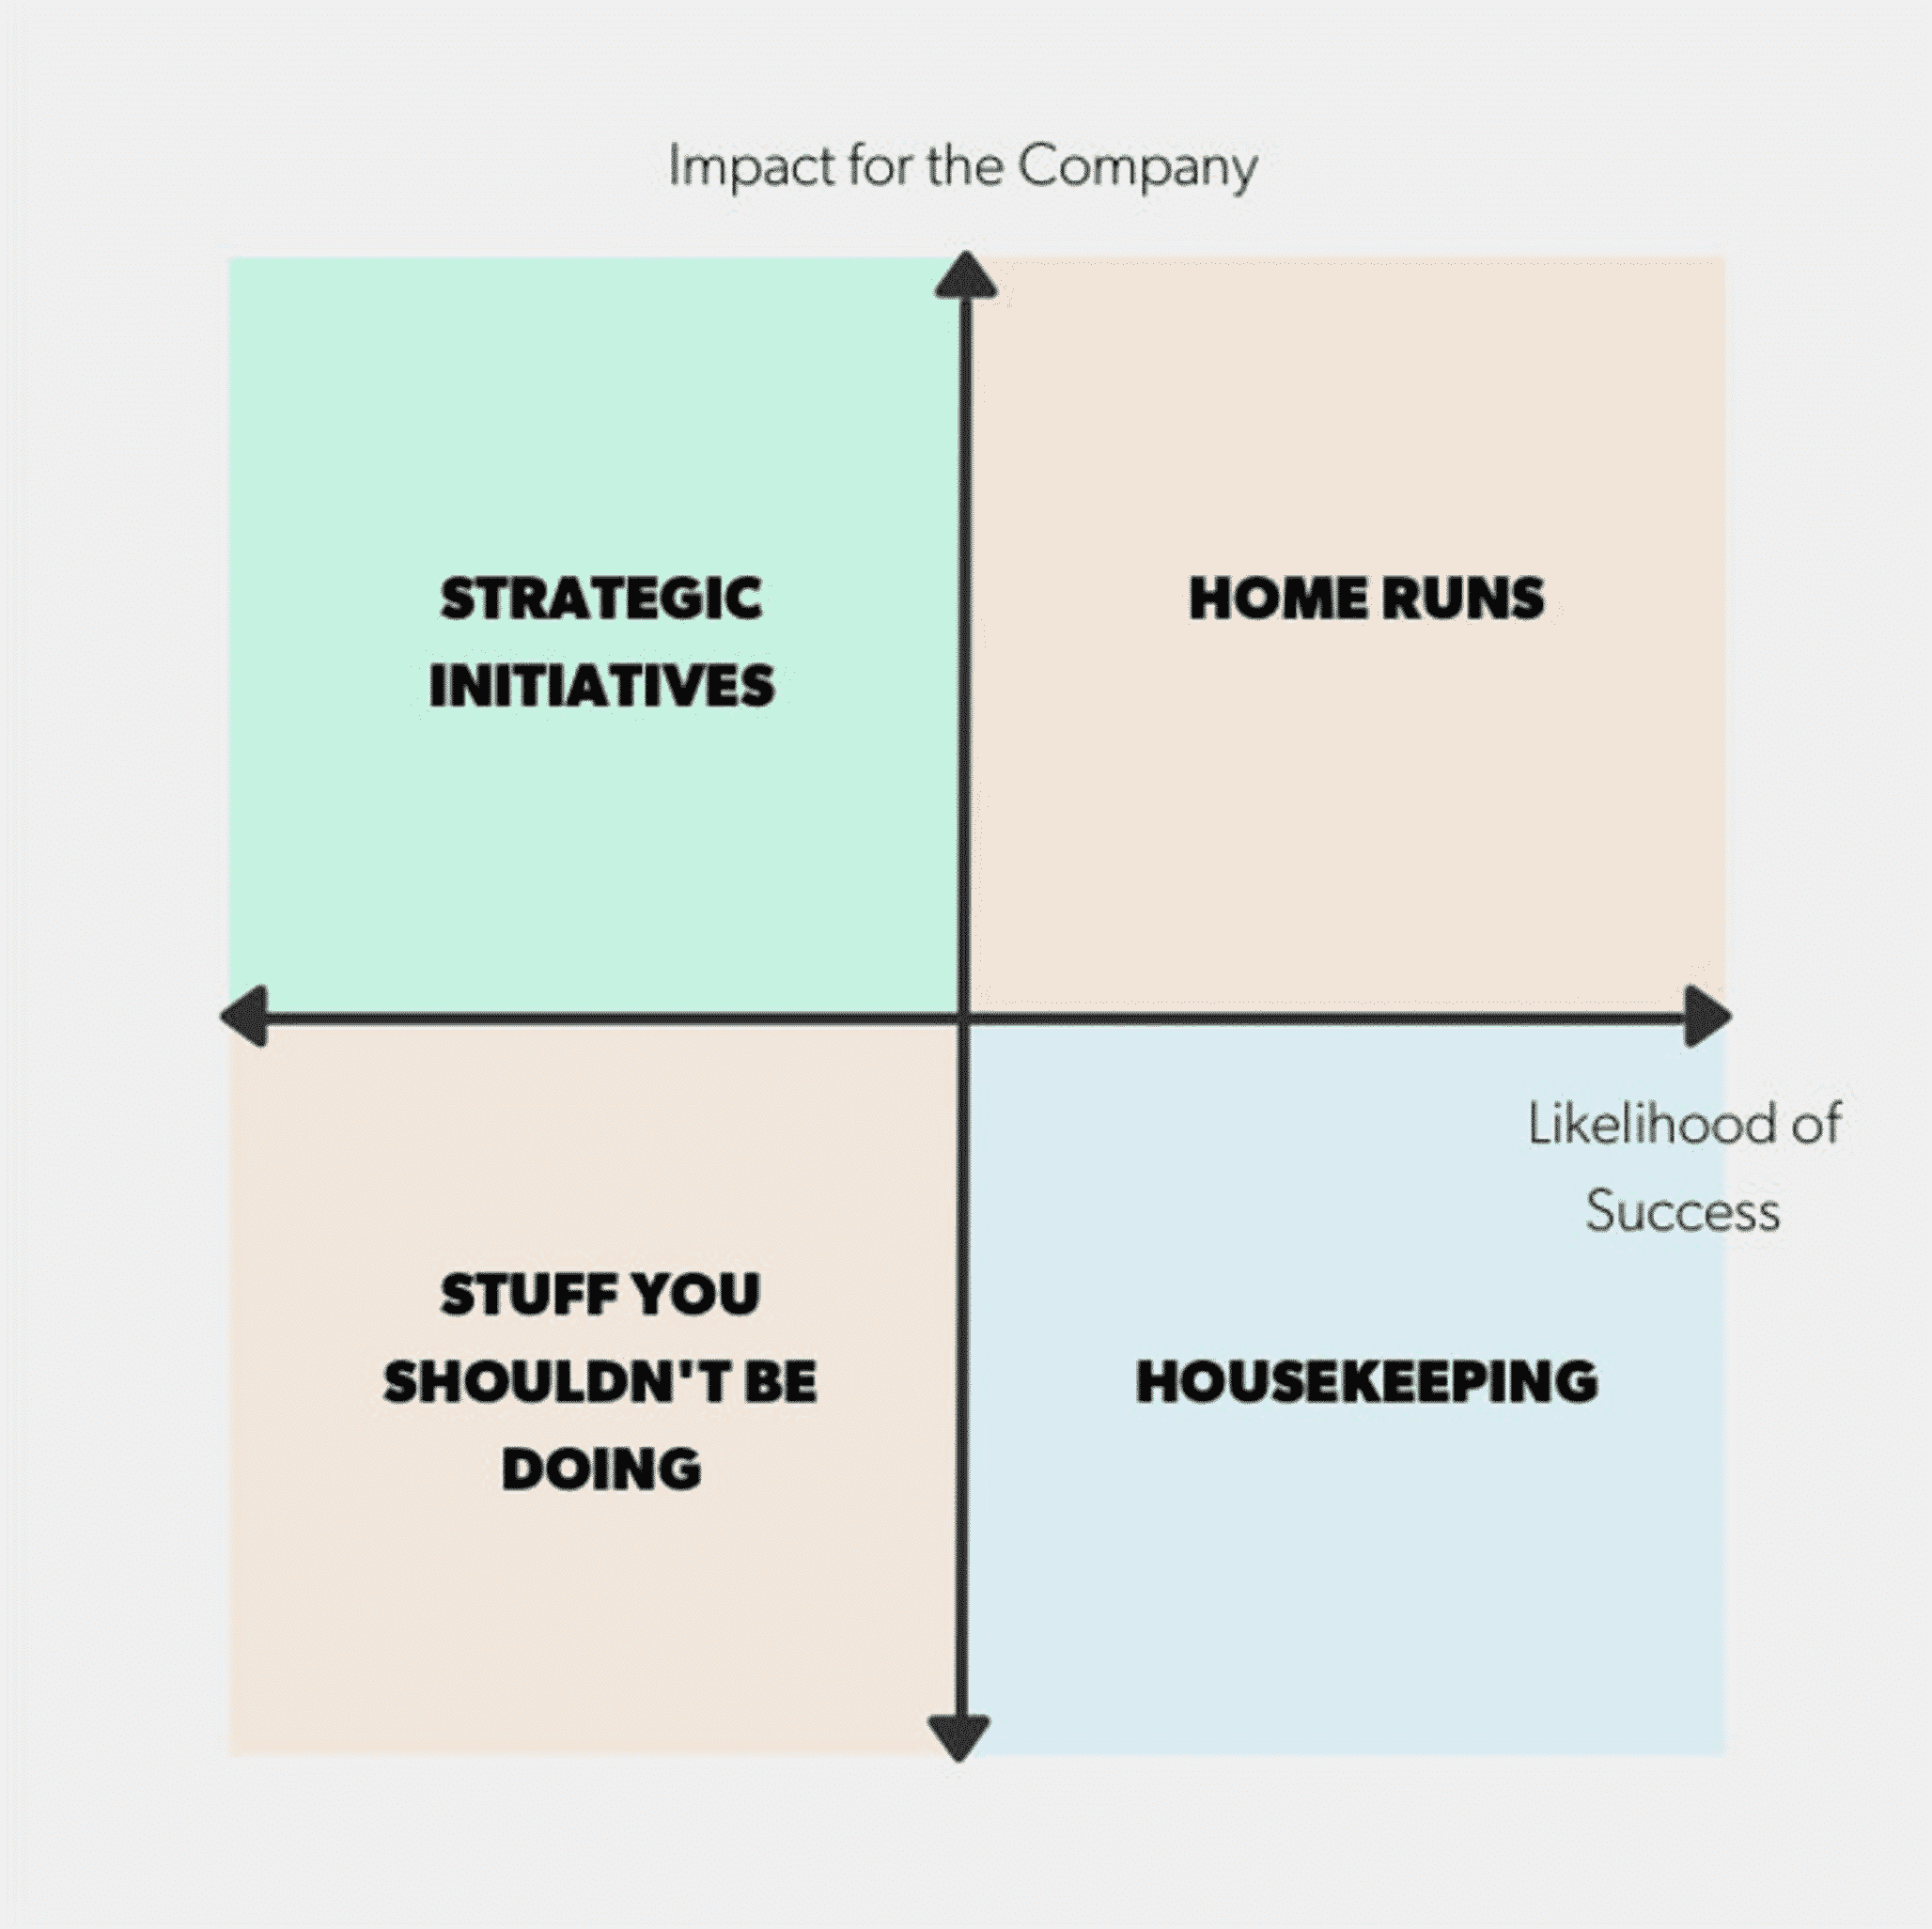 Impact for the Company
STRATEGIC
INITIATIVES
HOME RUNS
Likelihood of
Success
STUFF YOU
SHOULDN'T BE
DOING
HOUSEKEEPING